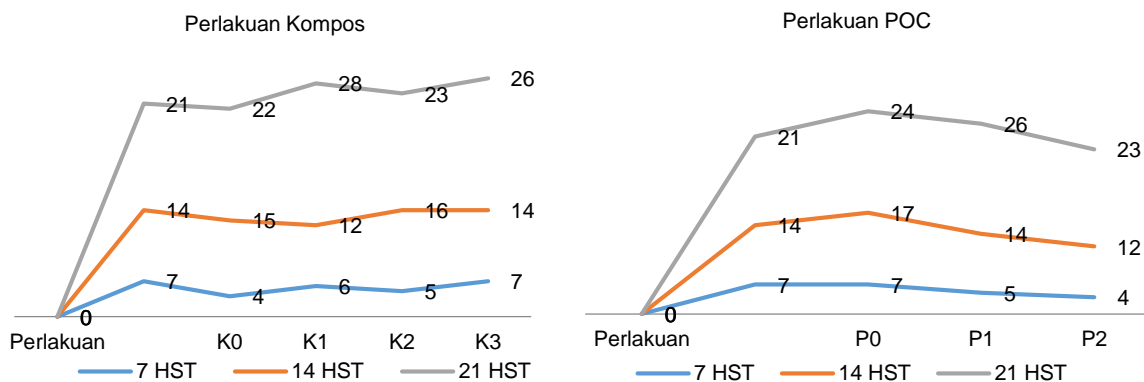 Perlakuan Kompos
21 22 28 23 26
14 15 12 16 14
7 4 6 5 7
0
Perlakuan K0 K1 K2 K3
7 HST 14 HST 21 HST
Perlakuan POC
21 24 26 23
14 17 14 12
7 7 5 4
0
Perlakuan P0 P1 P2
7 HST 14 HST 21 HST